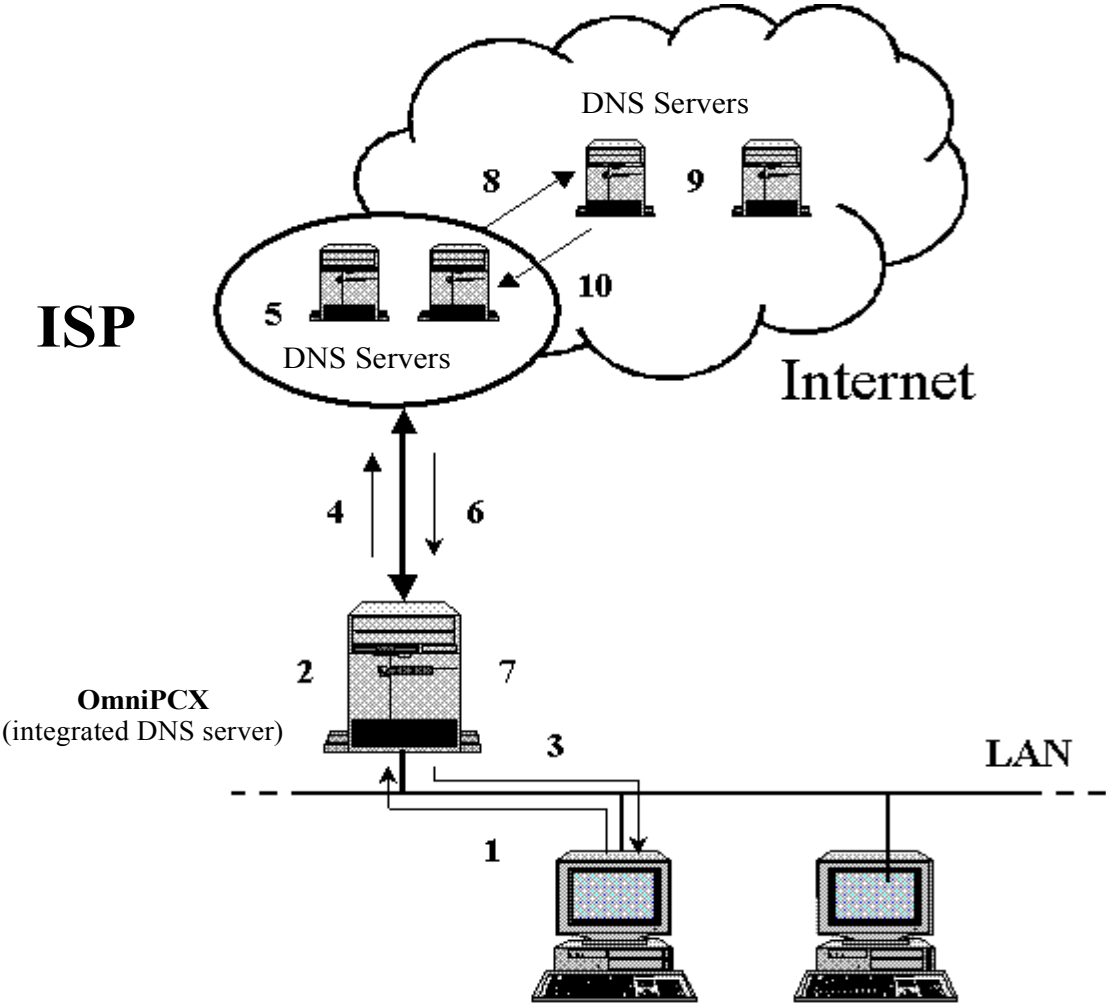 DNS Servers
8
9
10
ISP
5
DNS Servers
Internet
4
6
2
7
OmniPCX
(integrated DNS server)
3
LAN
1